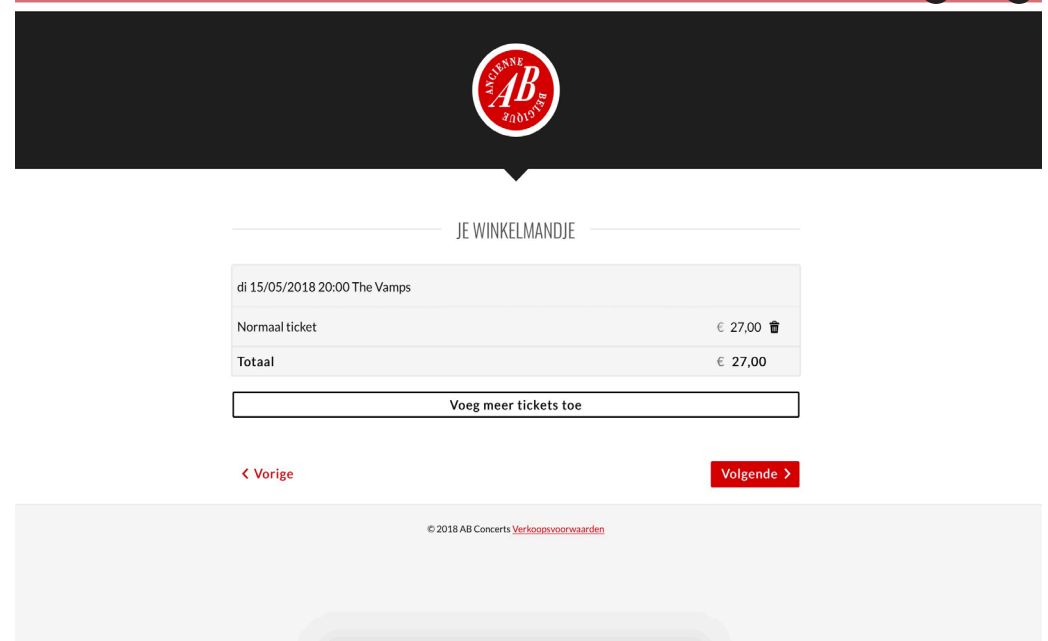 ANCIENNE
AB
BELGIQUE
JE WINKELMANDJE
di 15/05/2018 20:00 The Vamps
Normaal ticket € 27,00
Totaal € 27,00
Voeg meer tickets toe
Vorige Volgende
© 2018 AB Concerts Verkoopsvoorwaarden